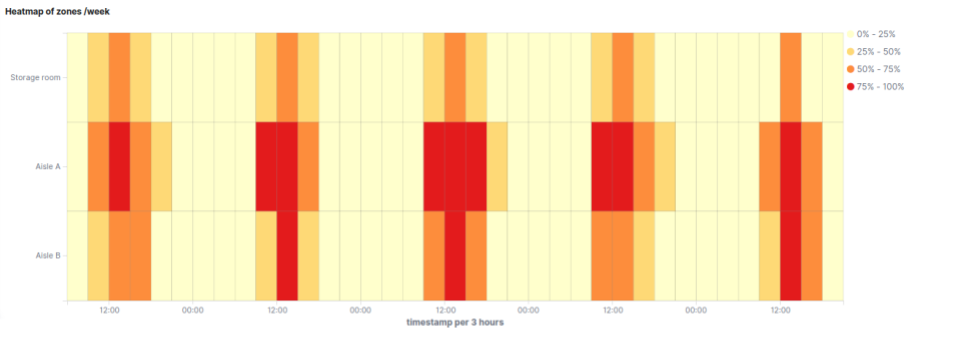 Heatmap of zones /week
0% - 25%
25% - 50%
50% - 75%
75% - 100%
Storage room
Aisle A
Aisle B
12:00 00:00 12:00 00:00 12:00 00:00 12:00 00:00 12:00
timestamp per 3 hours